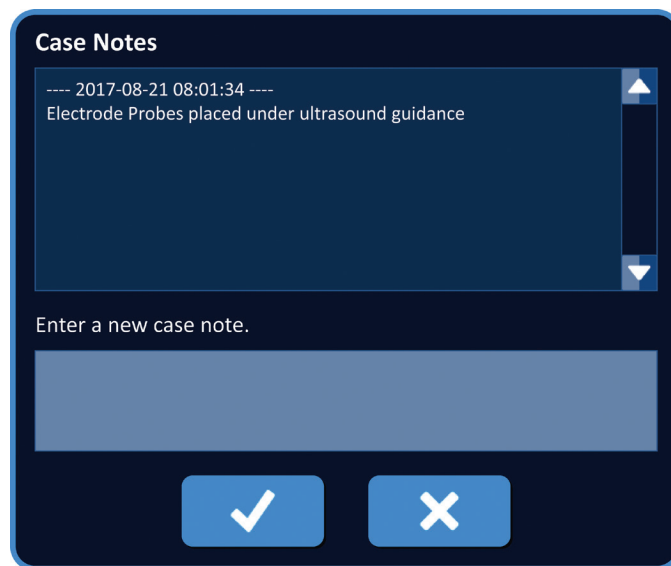 Case Notes
---- 2017-08-21 08:01:34 ----
Electrode Probes placed under ultrasound guidance
Enter a new case note.